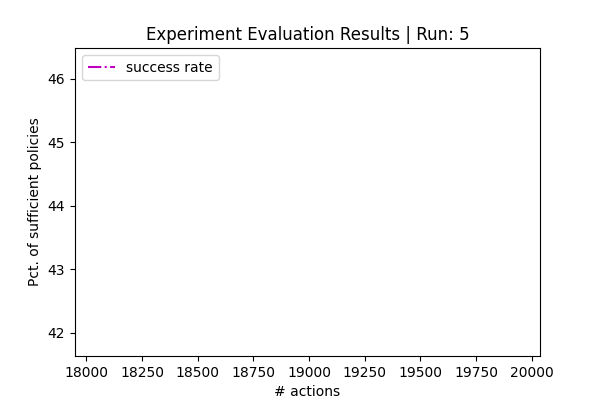 Experiment Evaluation Results | Run: 5
success rate
Pct. of sufficient policies
46
45
44
43
42
18000 18250 18500 18750 19000 19250 19500 19750 20000
# actions